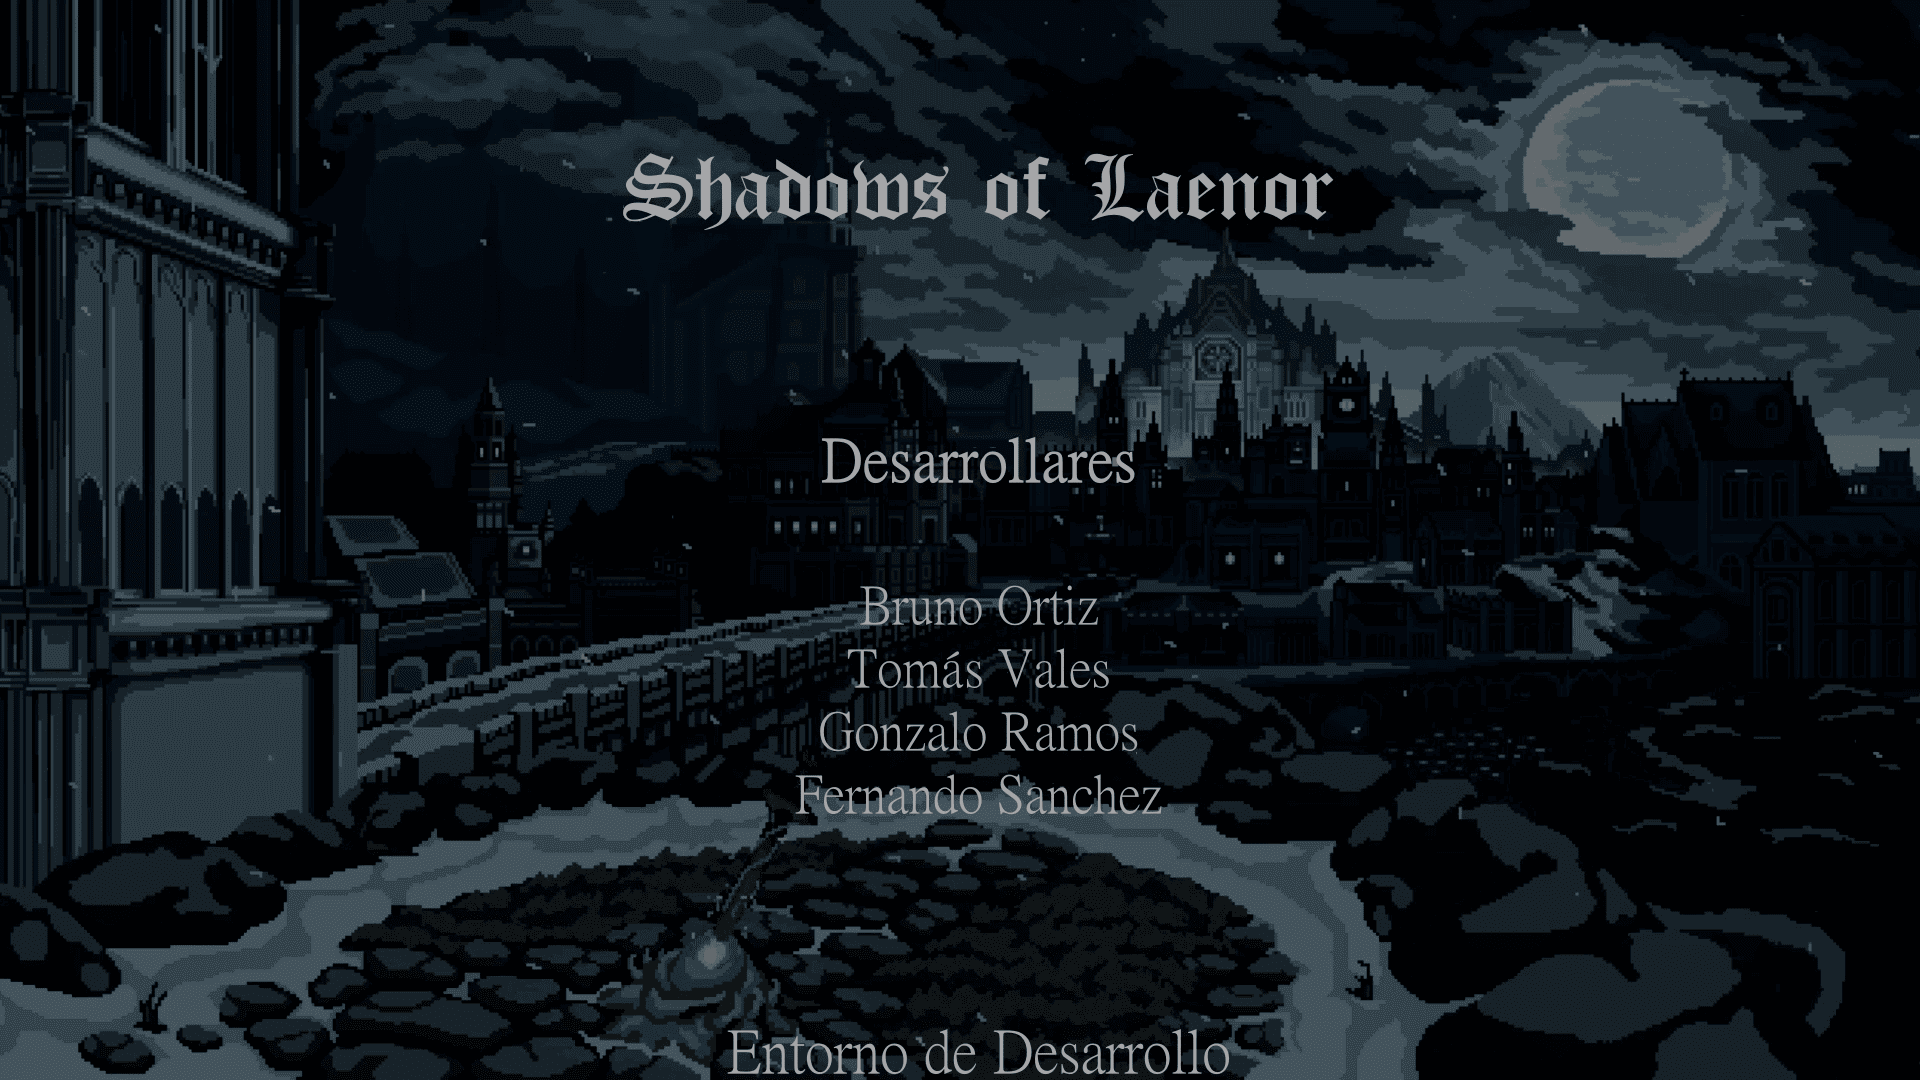 Shadows of Laenor
Desarrollares
Bruno Ortiz
Tomás Vales
Gonzalo Ramos
Fernando Sanchez
Entorno de Desarrollo